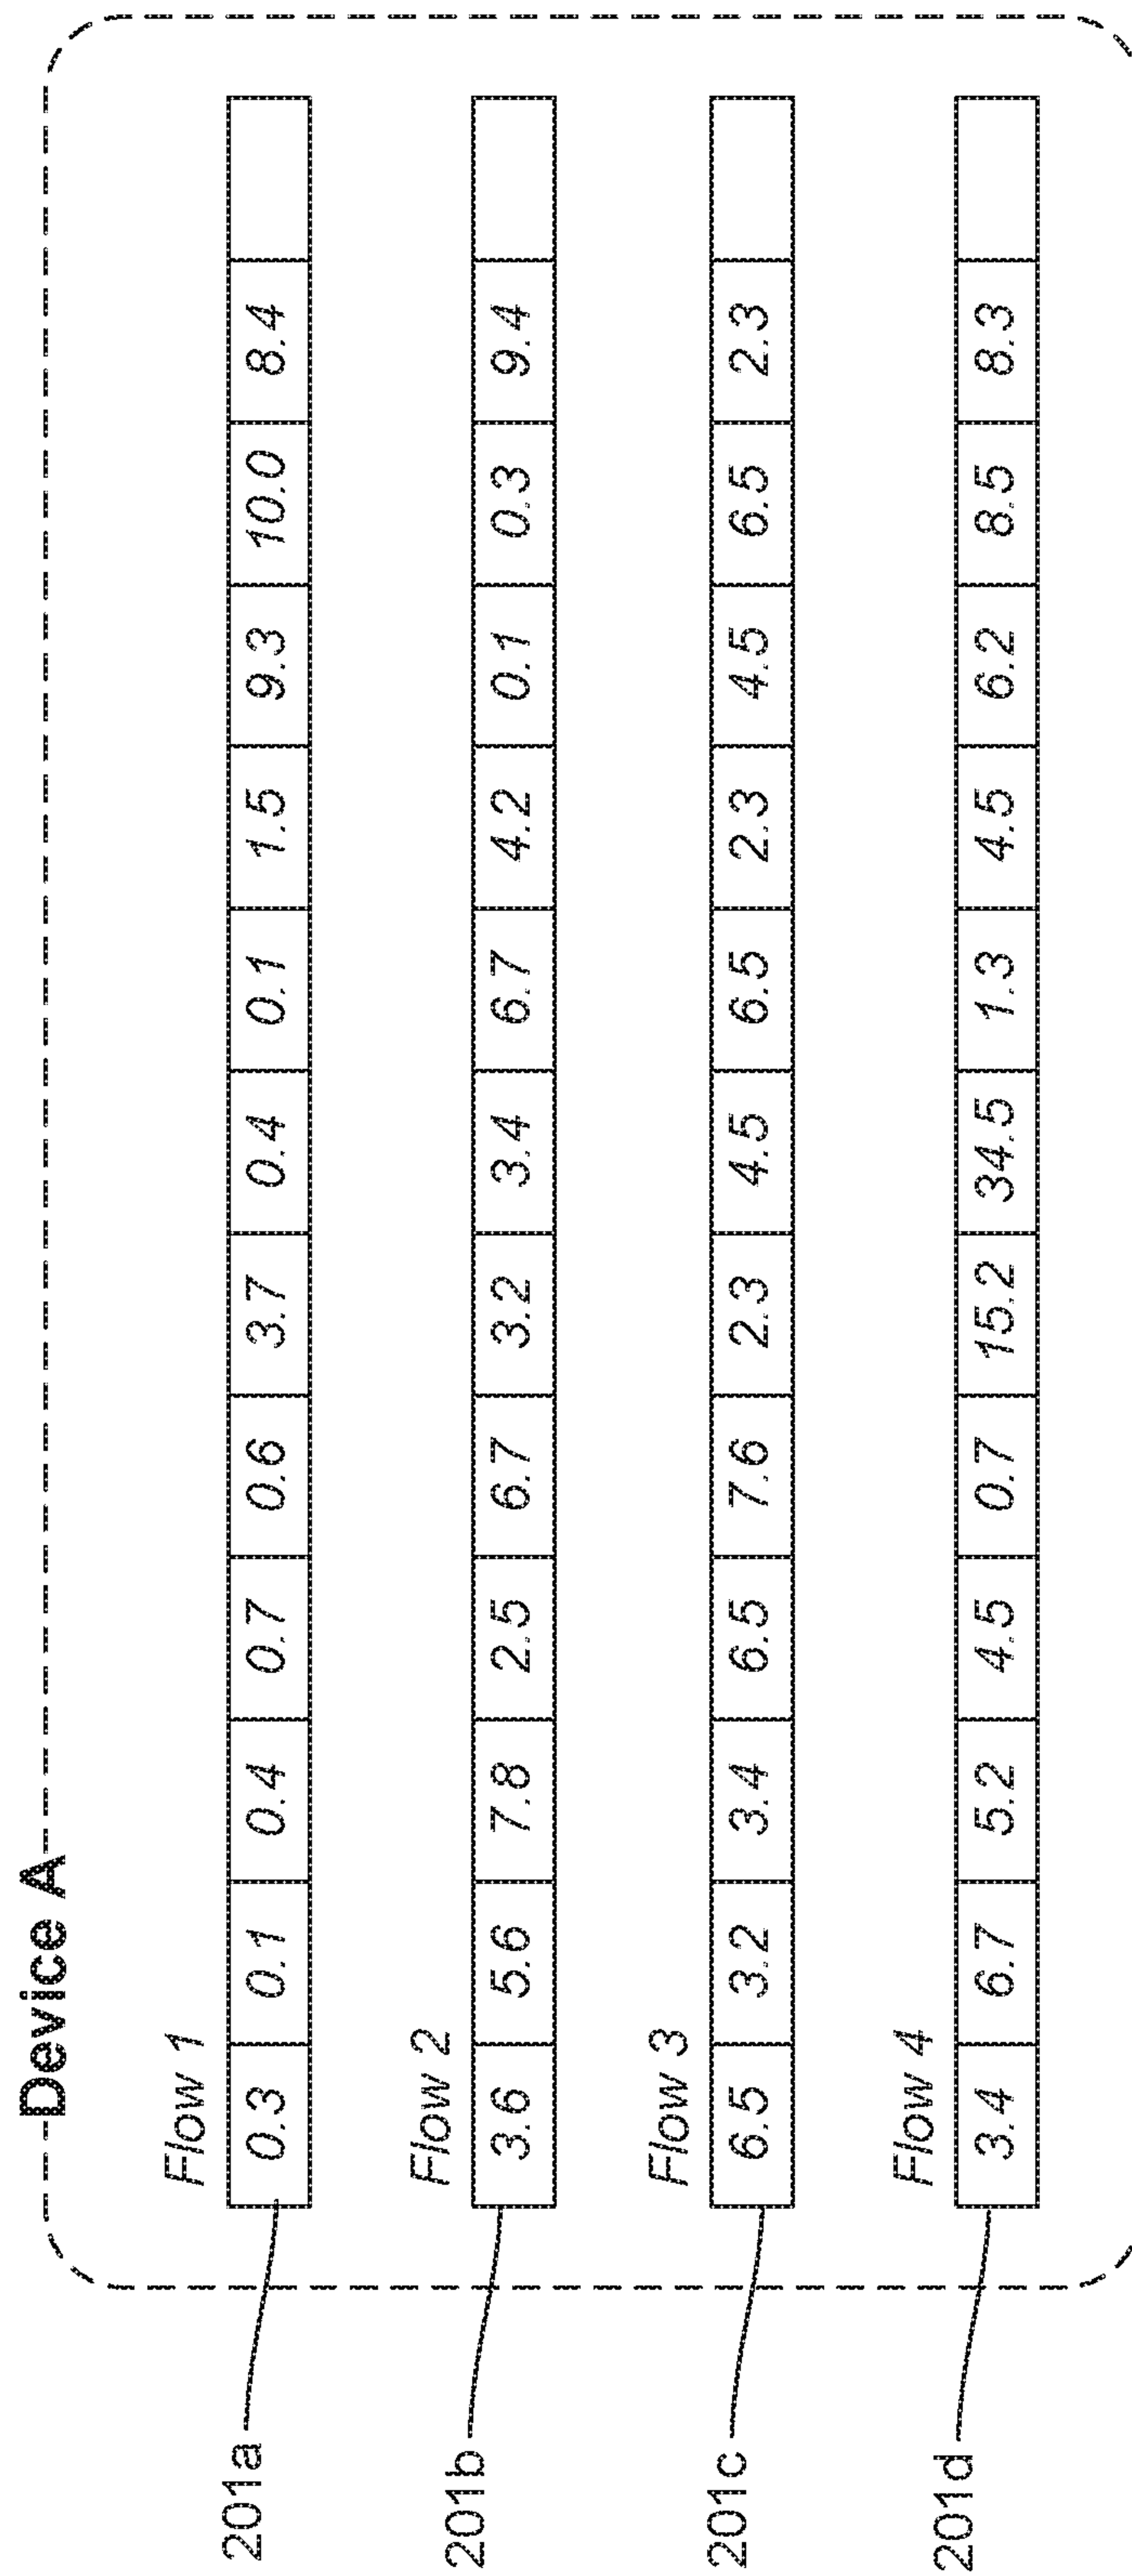 Device A
Flow 1
201a
0.3 0.1 0.4 0.7 0.6 3.7 0.4 0.1 1.5 9.3 10.0 8.4
Flow 2
201b
3.6 5.6 7.8 2.5 6.7 3.2 3.4 6.7 4.2 0.1 0.3 9.4
Flow 3
201c
6.5 3.2 3.4 6.5 7.6 2.3 4.5 6.5 2.3 4.5 6.5 2.3
Flow 4
201d
3.4 6.7 5.2 4.5 0.7 15.2 34.5 1.3 4.5 6.2 8.5 8.3